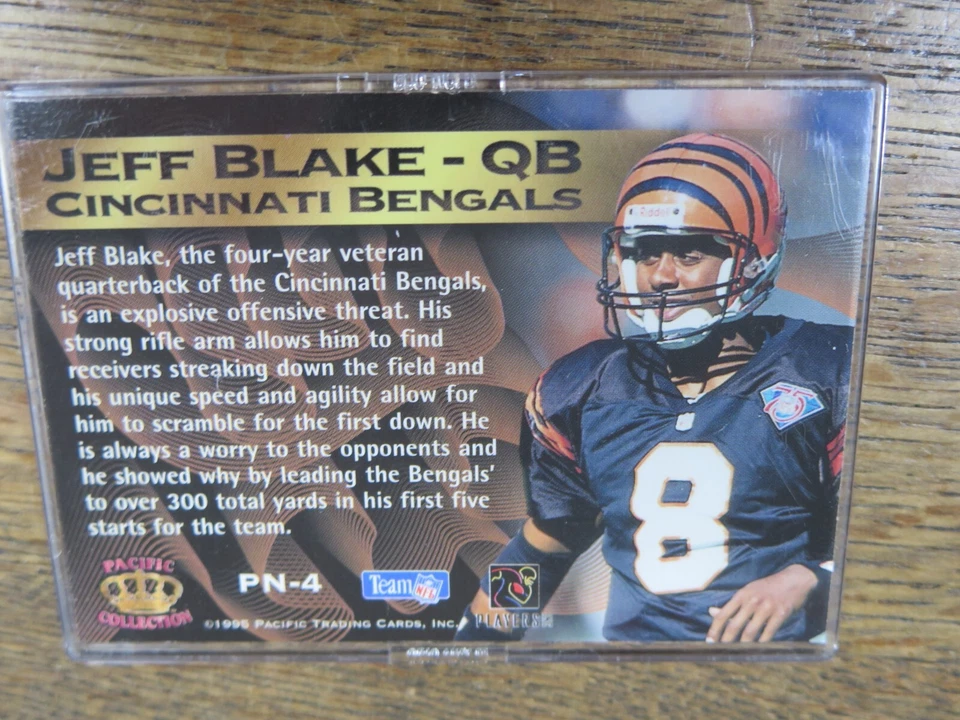 JEFF BLAKE - QB
CINCINNATI BENGALS
Jeff Blake, the four-year veteran
quarterback of the Cincinnati Bengals,
is an explosive offensive threat. His
strong rifle arm allows him to find
receivers streaking down the field and
his unique speed and agility allow for
him to scramble for the first down. He
is always a worry to the opponents and
he showed why by leading the Bengals'
to over 300 total yards in his first five
starts for the team.
PACIFIC
COLLECTION
PN-4
Team NFL
PLAYERS
©1995 PACIFIC TRADING CARDS, INC.
Riddell
75
8